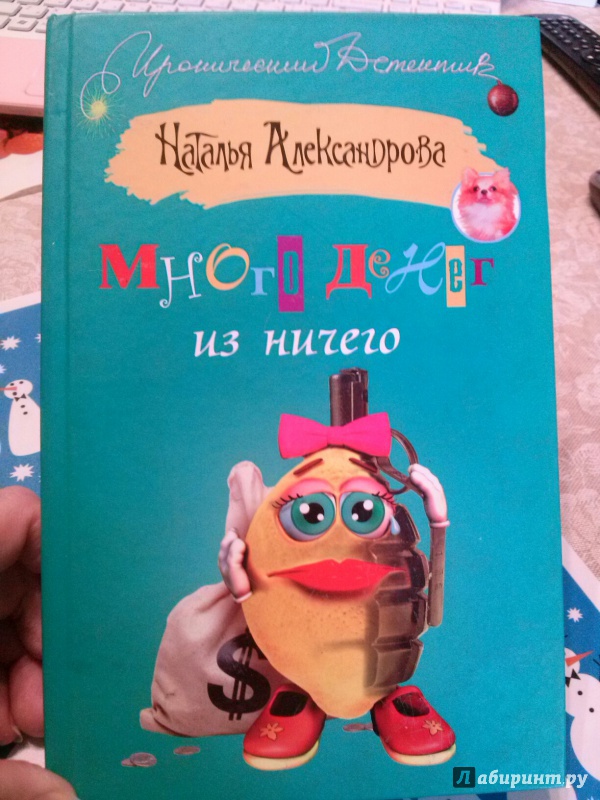 Иронический Детектив
Наталья Александрова
Много денег
из ничего
$
Лабиринт.ру